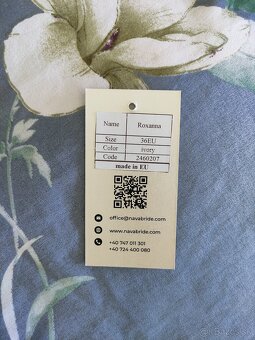 Name Roxanna
Size 36EU
Color ivory
Code 2460207
made in EU
office@navabride.com
www.navabride.com
+40 747 011 301
+40 724 400 080